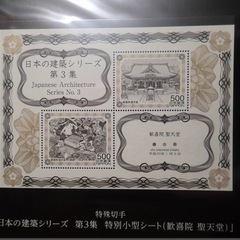 日本の建築シリーズ
第3集
Japanese Architecture
Series No. 3
500
500
歓喜院 聖天堂
特殊切手
日本の建築シリーズ 第3集 特別小型シート(歓喜院 聖天堂)」